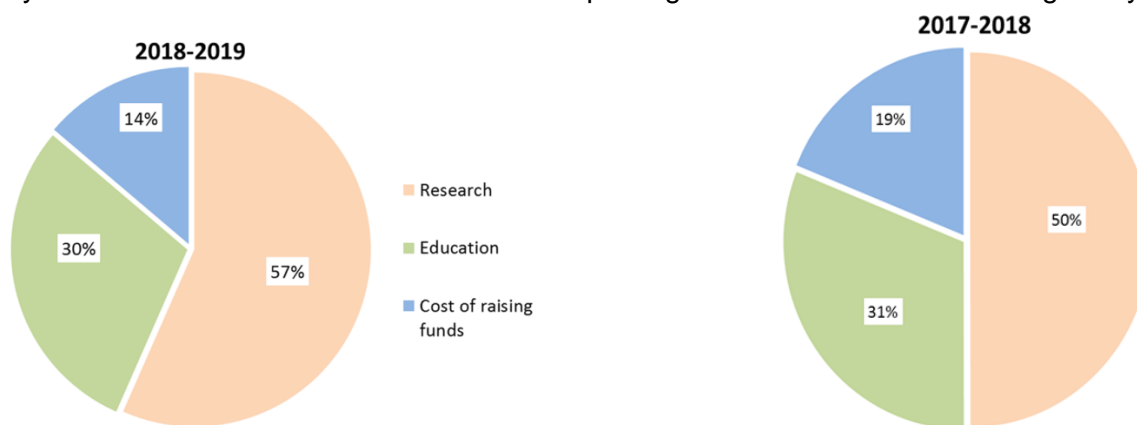 2018-2019
14%
30%
57%
Research
Education
Cost of raising
funds
2017-2018
19%
50%
31%